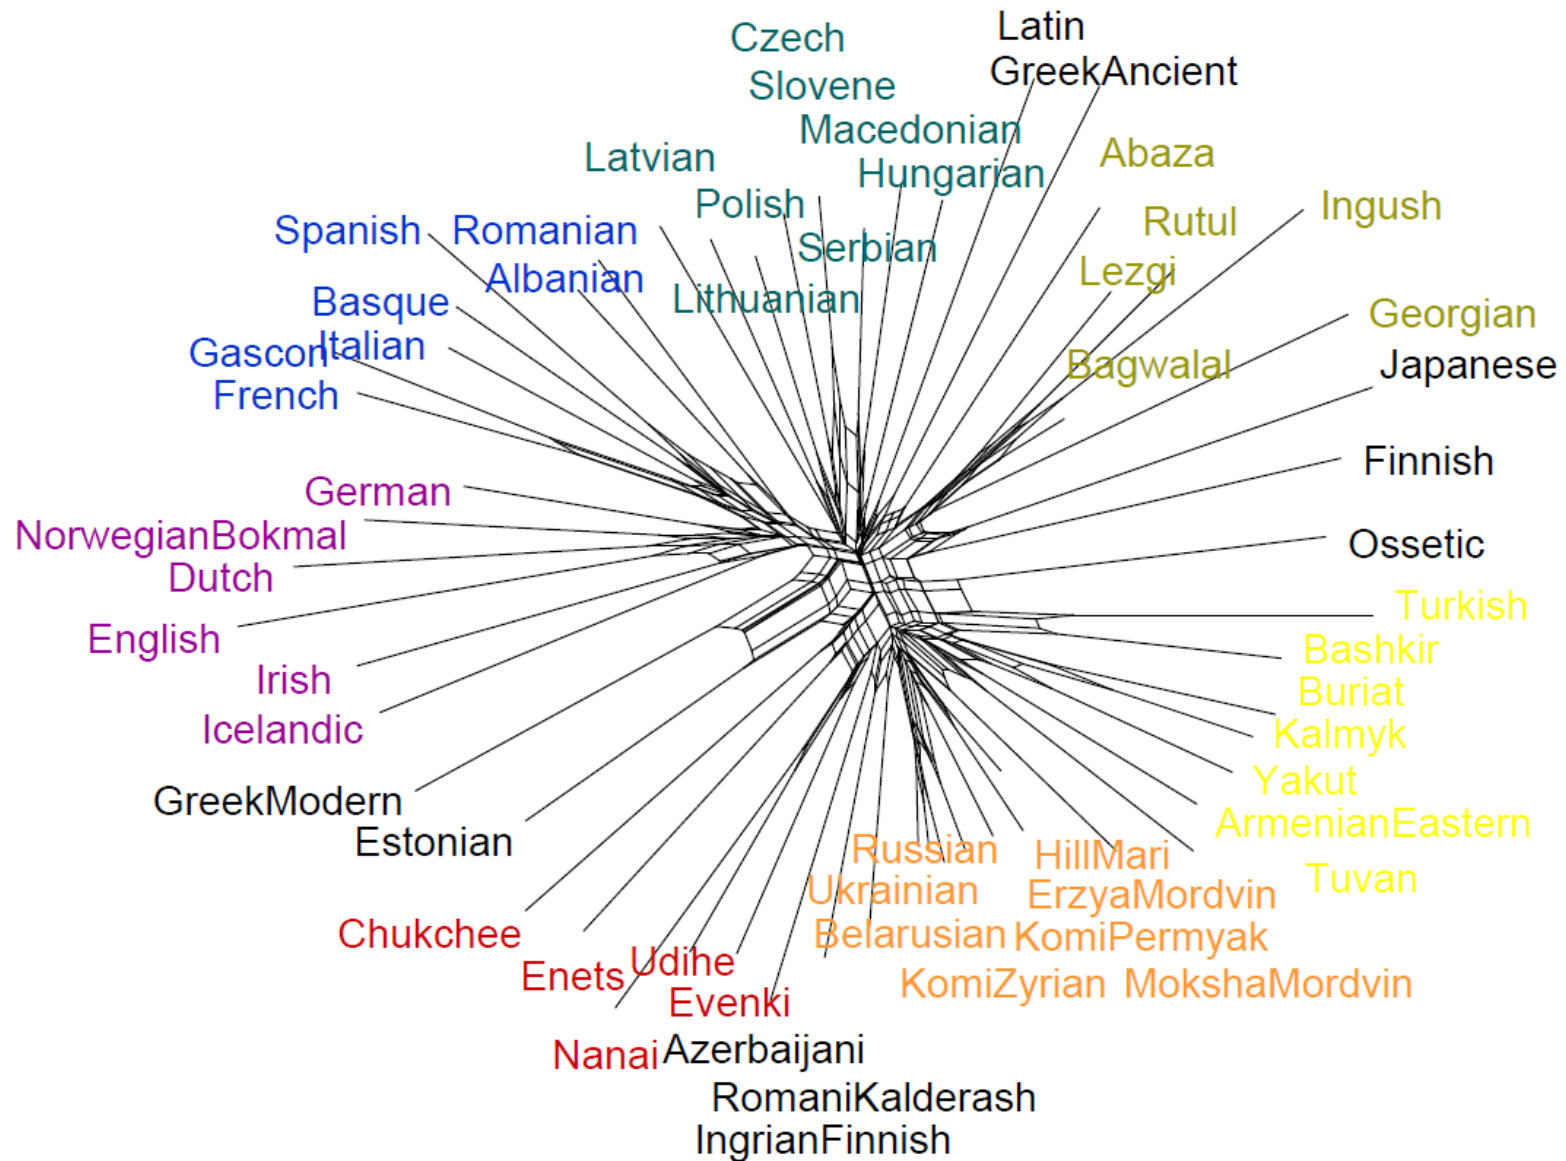 Latin
Czech
GreekAncient
Slovene
Macedonian
Abaza
Latvian
Hungarian
Polish
Ingush
Rutul
Spanish
Romanian
Serbian
Lezgi
Albanian
Lithuanian
Basque
Georgian
Italian
Gascon
Bagwalal
Japanese
French
Finnish
German
NorwegianBokmal
Ossetic
Dutch
Turkish
English
Bashkir
Irish
Buriat
Icelandic
Kalmyk
Yakut
GreekModern
ArmenianEastern
Estonian
Russian
HillMari
Tuvan
Ukrainian
ErzyaMordvin
Chukchee
Belarusian
KomiPermyak
Udihe
Enets
KomiZyrian
MokshaMordvin
Evenki
Nanai
Azerbaijani
RomaniKalderash
IngrianFinnish